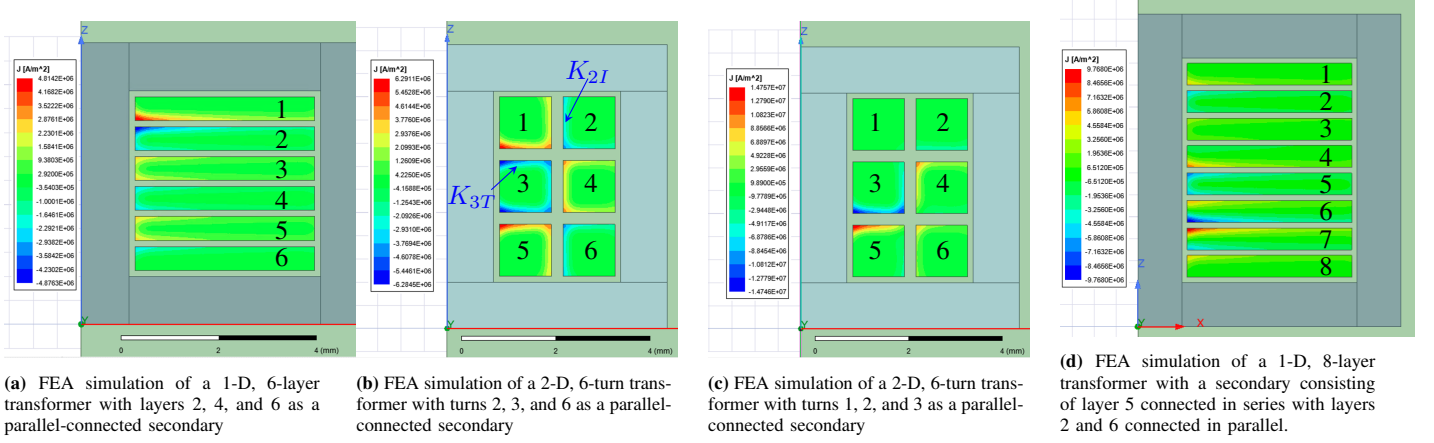 Z
J [A/m^2]
4.8142E+06
4.1682E+06
3.5222E+06
2.8761E+06
2.2301E+06
1.5841E+06
9.3803E+05
2.9200E+05
-3.5403E+05
-1.0001E+06
-1.6461E+06
-2.2921E+06
-2.9382E+06
-3.5842E+06
-4.2302E+06
-4.8763E+06
1
2
3
4
5
6
Y
0 2 4 (mm)
(a) FEA simulation of a 1-D, 6-layer
transformer with layers 2, 4, and 6 as a
parallel-connected secondary
Z
J [A/m^2]
6.2911E+06
5.4528E+06
4.6144E+06
3.7760E+06
2.9377E+06
2.0993E+06
1.2609E+06
4.2250E+05
-4.1588E+05
-1.2543E+06
-2.0926E+06
-2.9310E+06
-3.7694E+06
-4.6077E+06
-5.4461E+06
-6.2845E+06
K2I
1 2
3 4
K3T
5 6
Y
0 2 4 (mm)
(b) FEA simulation of a 2-D, 6-turn trans-
former with turns 2, 3, and 6 as a parallel-
connected secondary
Z
J [A/m^2]
1.4757E+07
1.2790E+07
1.0823E+07
8.8566E+06
6.8897E+06
4.9228E+06
2.9559E+06
9.8900E+05
-9.7789E+05
-2.9448E+06
-4.9117E+06
-6.8786E+06
-8.8454E+06
-1.0812E+07
-1.2779E+07
-1.4746E+07
1 2
3 4
5 6
Y
0 2 4 (mm)
(c) FEA simulation of a 2-D, 6-turn trans-
former with turns 1, 2, and 3 as a parallel-
connected secondary
Z
J [A/m^2]
9.7680E+06
8.4656E+06
7.1632E+06
5.8608E+06
4.5584E+06
3.2560E+06
1.9536E+06
6.5120E+05
-6.5120E+05
-1.9536E+06
-3.2560E+06
-4.5584E+06
-5.8608E+06
-7.1632E+06
-8.4656E+06
-9.7680E+06
1
2
3
4
5
6
7
8
Z
Y X
(d) FEA simulation of a 1-D, 8-layer
transformer with a secondary consisting
of layer 5 connected in series with layers
2 and 6 connected in parallel.